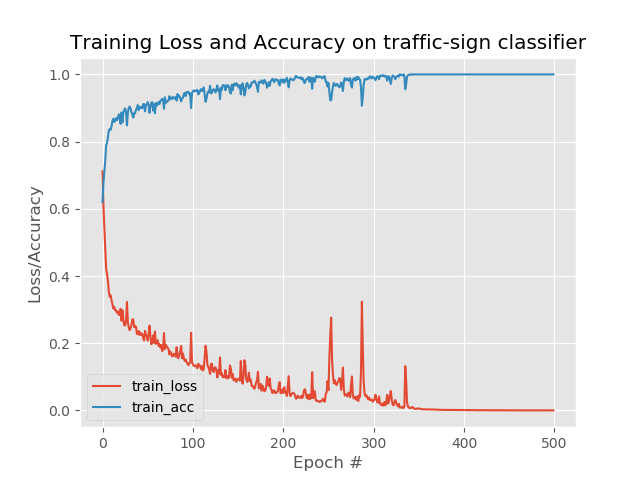 Training Loss and Accuracy on traffic-sign classifier
1.0
0.8
0.6
0.4
0.2
0.0
Loss/Accuracy
train_loss
train_acc
0 100 200 300 400 500
Epoch #